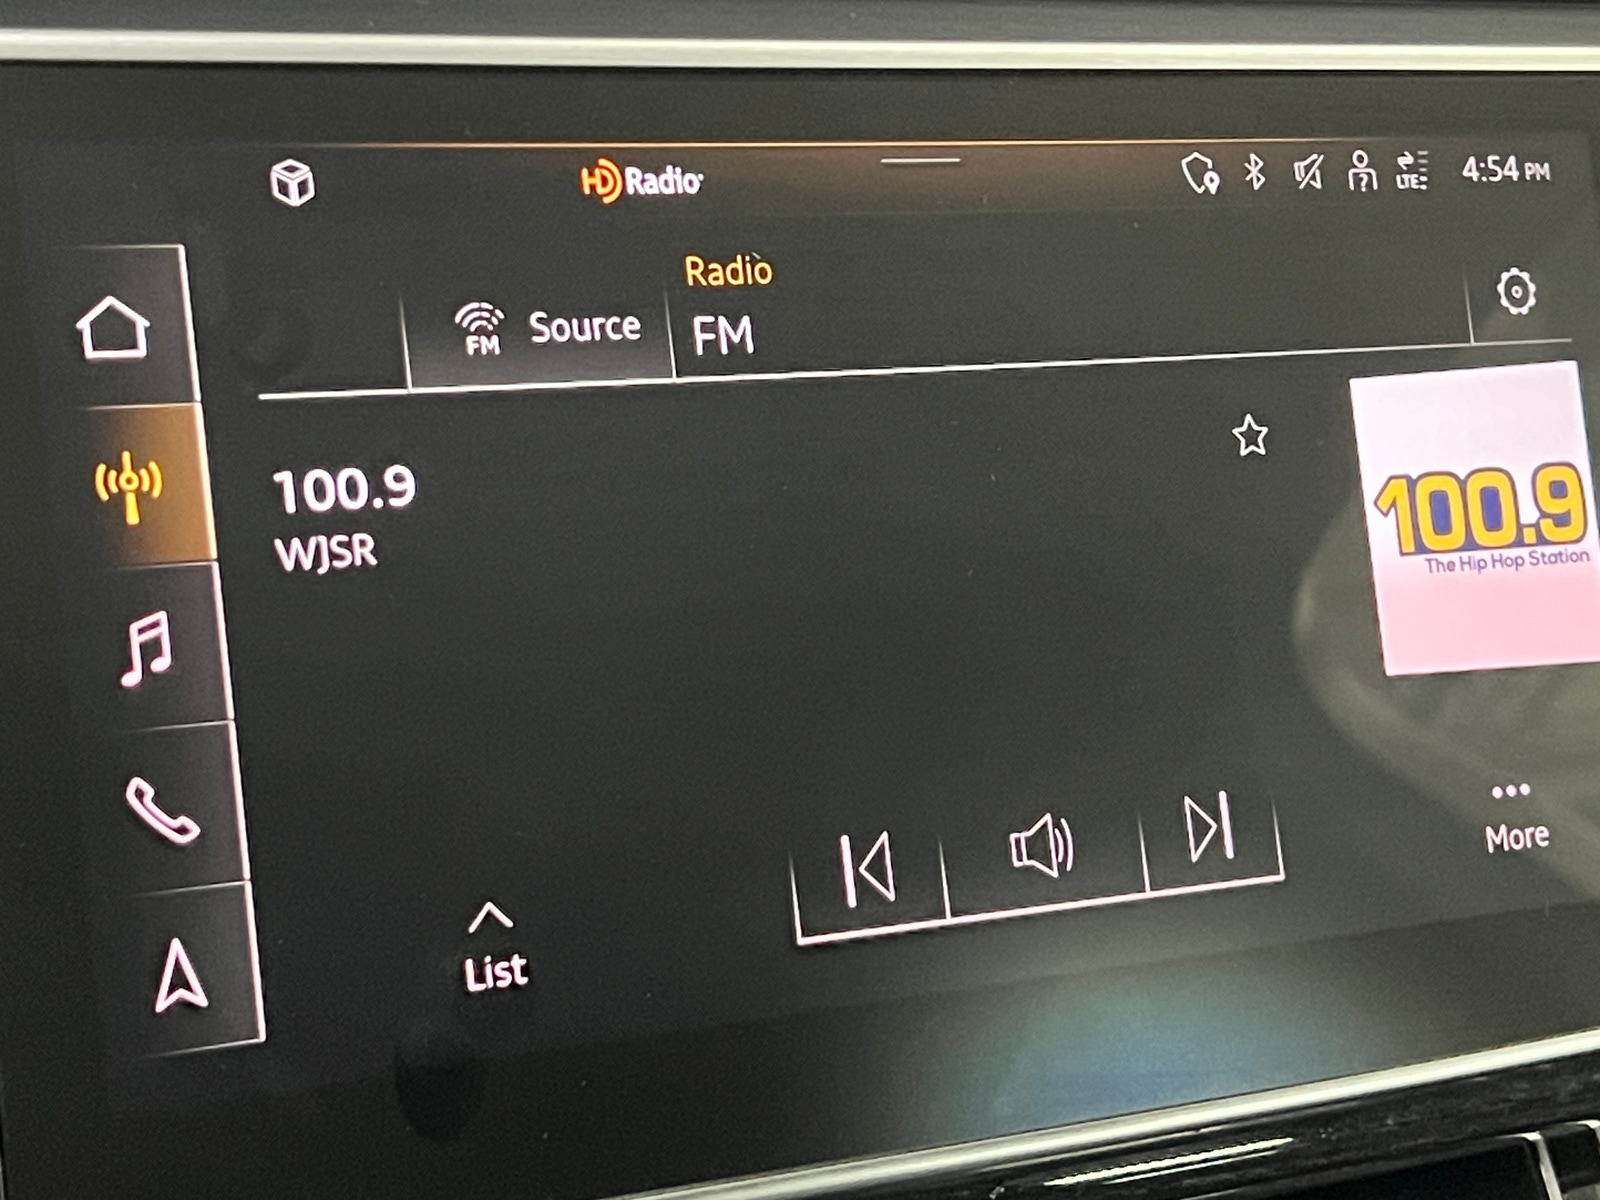 HD Radio
LTE
4:54 PM
Radio
FM
Source
FM
100.9
WJSR
100.9
The Hip Hop Station
More
List